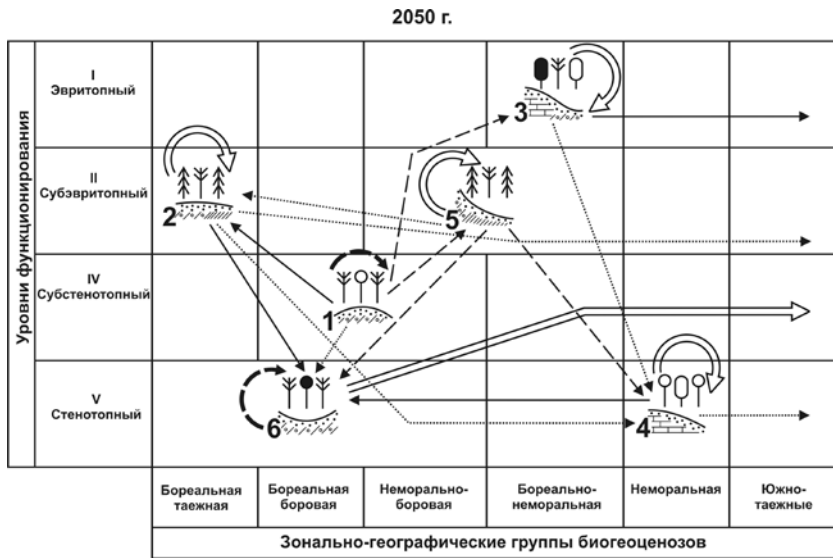 2050 г.
Уровни функционирования
I
Эвритопный
3
II
Субэвритопный
2
5
IV
Субстенотопный
1
V
Стенотопный
6
4
Бореальная
таежная
Бореальная
боровая
Неморально-
боровая
Бореально-
неморальная
Неморальная
Южно-
таежные
Зонально-географические группы биогеоценозов